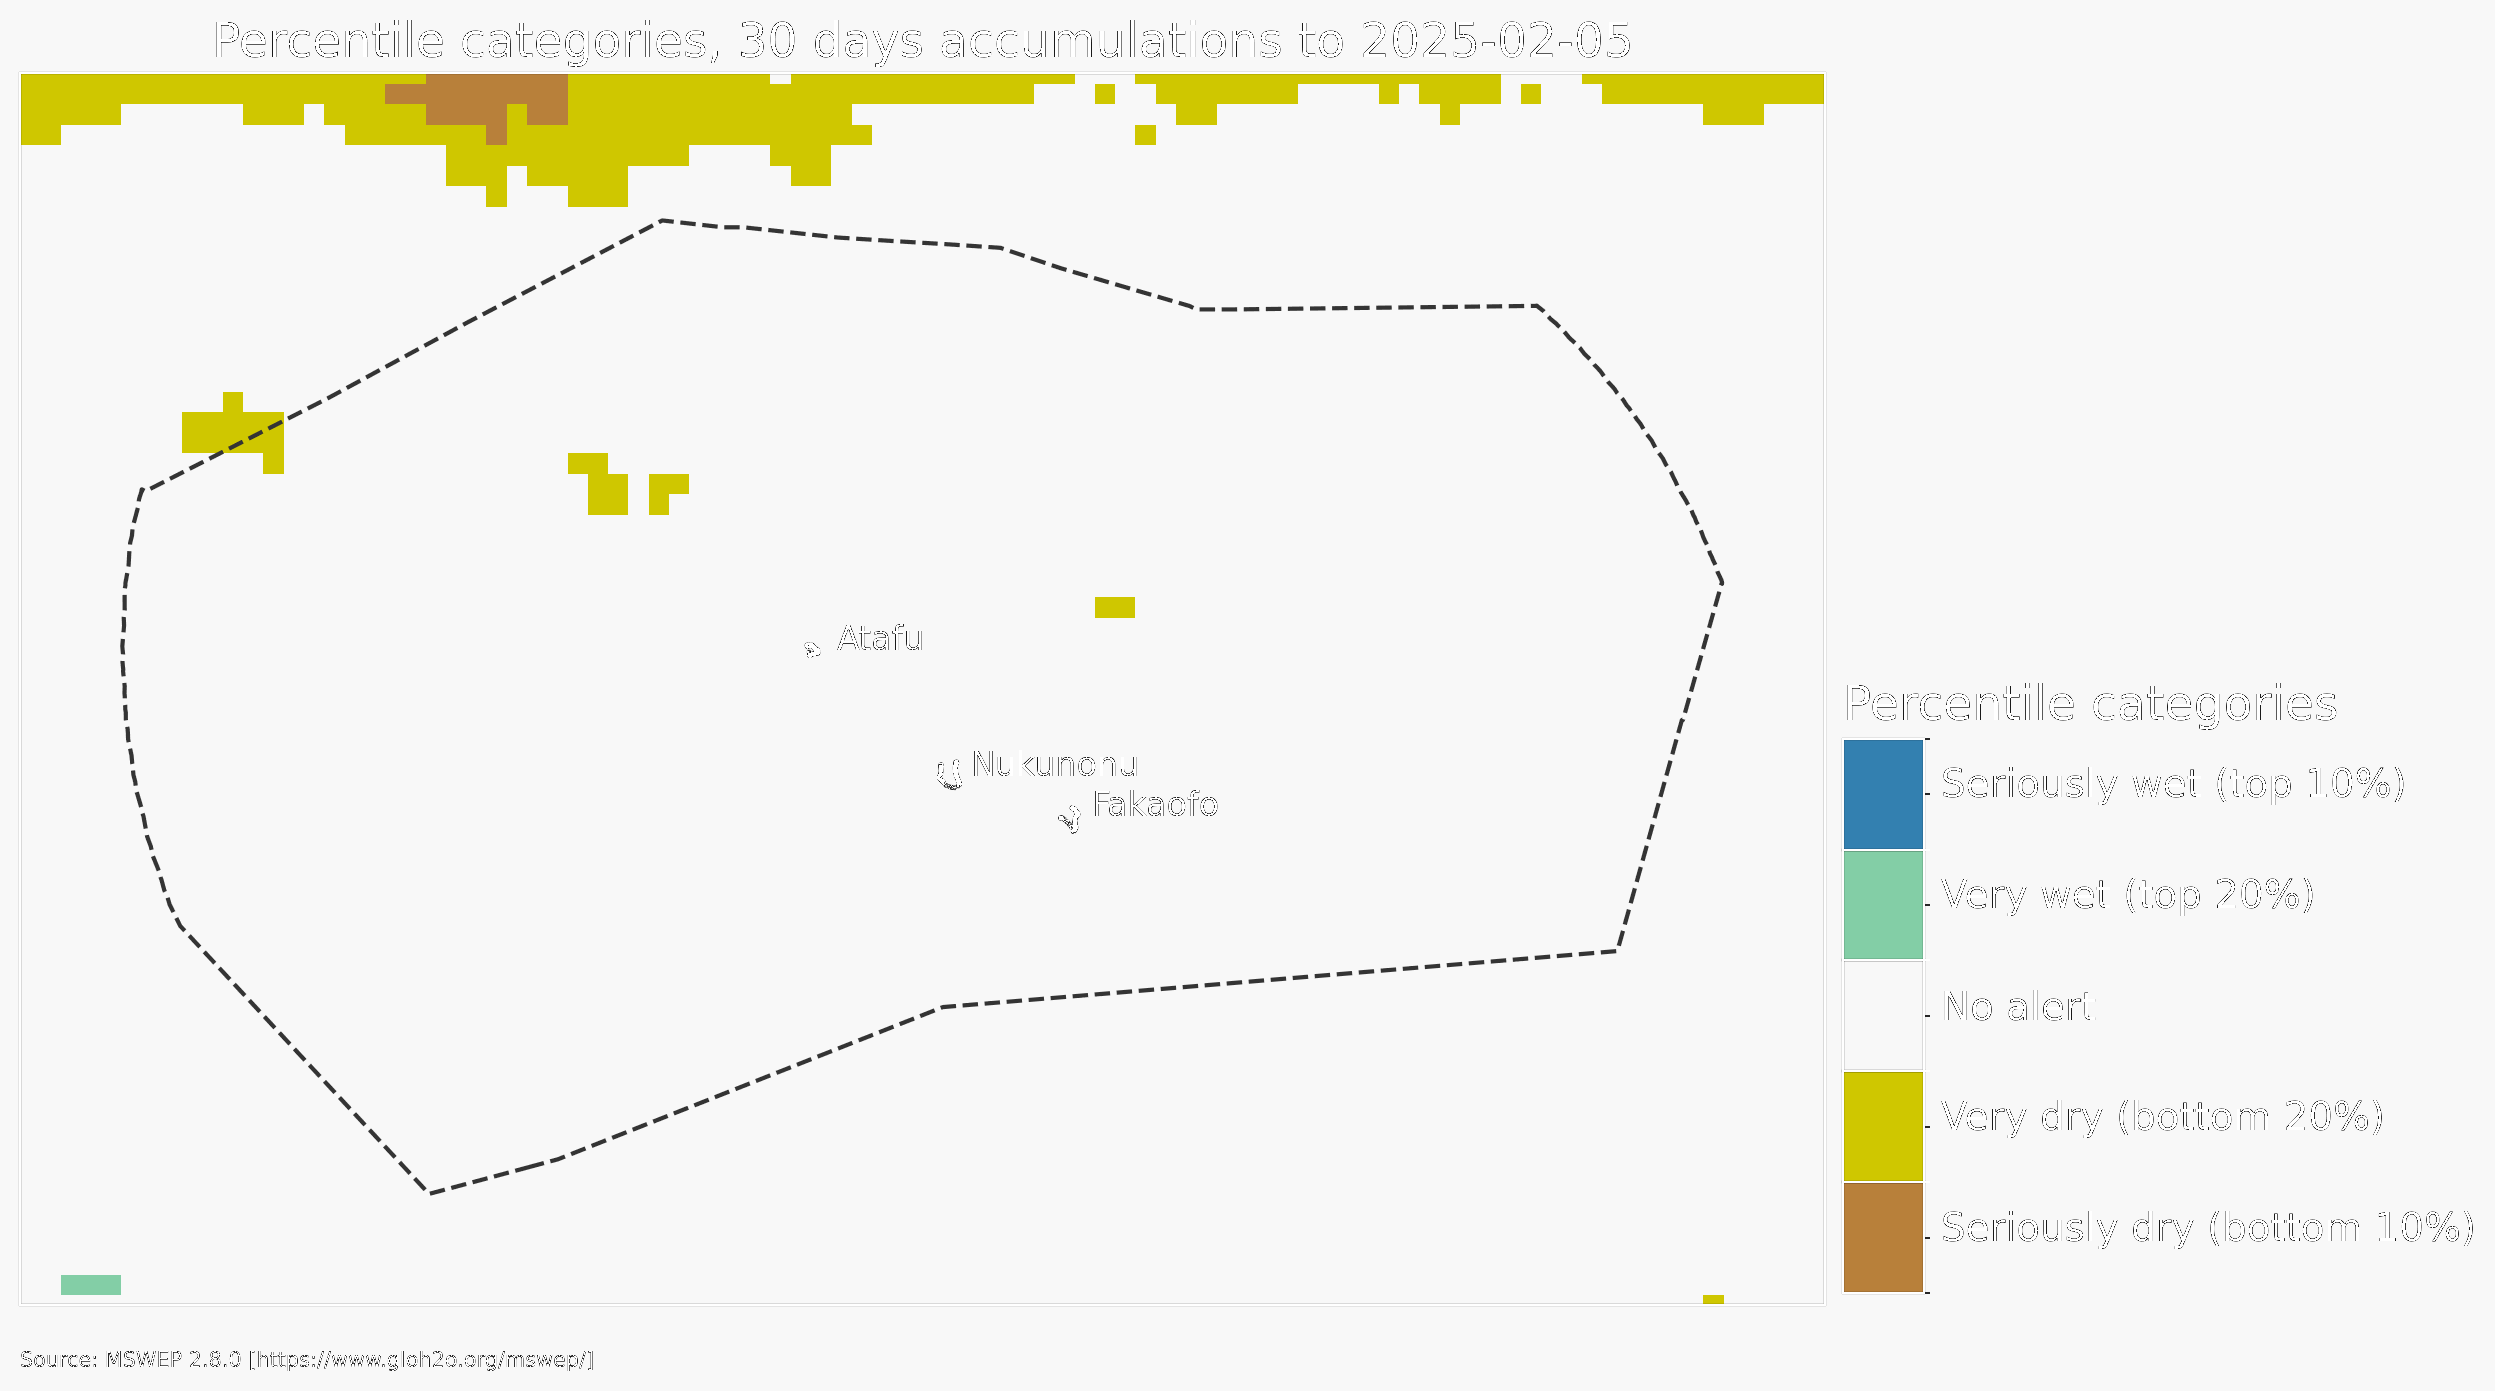 Percentile categories, 30 days accumulations to 2025-02-05
Atafu
Nukunonu
Fakaofo
Percentile categories
Seriously wet (top 10%)
Very wet (top 20%)
No alert
Very dry (bottom 20%)
Seriously dry (bottom 10%)
Source: MSWEP 2.8.0 [https://www.gloh2o.org/mswep/]